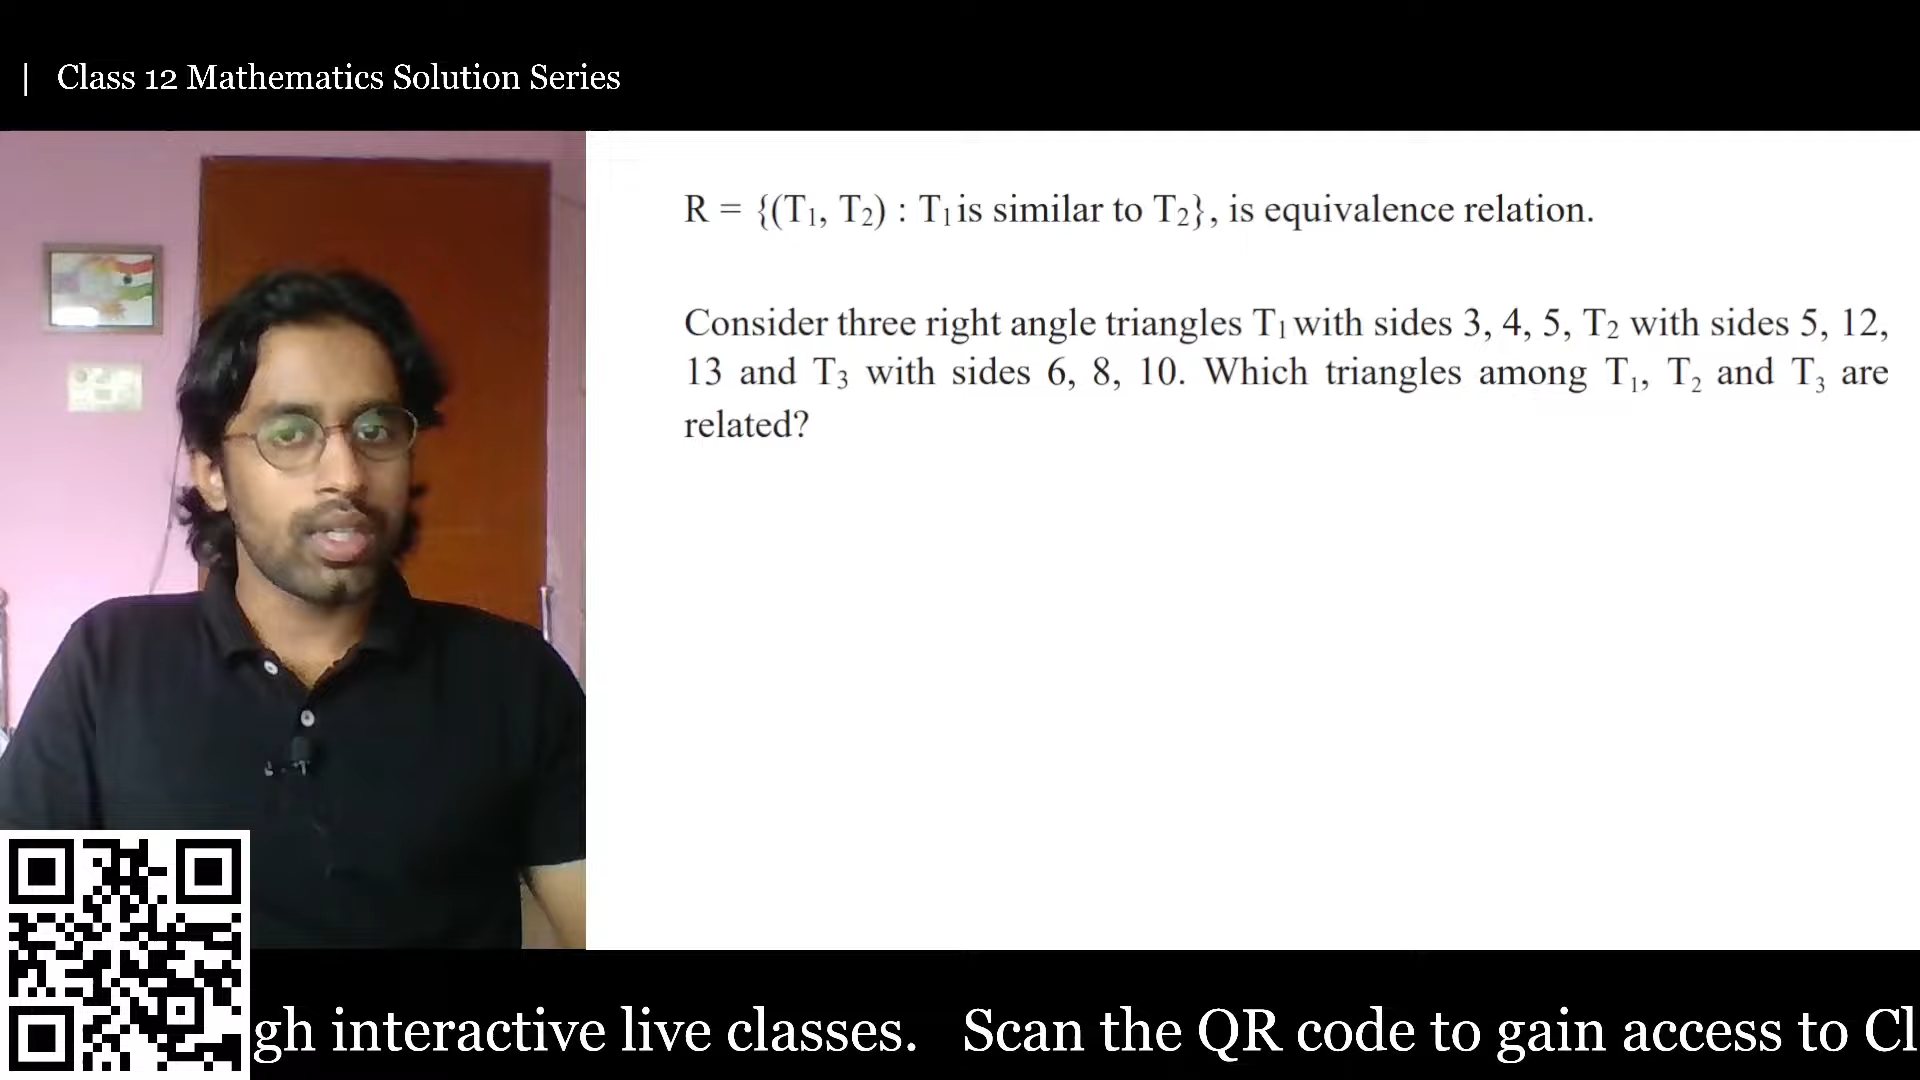 | Class 12 Mathematics Solution Series
R = {(T₁, T₂) : T₁ is similar to T₂}, is equivalence relation.
Consider three right angle triangles T₁ with sides 3, 4, 5, T₂ with sides 5, 12,
13 and T₃ with sides 6, 8, 10. Which triangles among T₁, T₂ and T₃ are
related?
gh interactive live classes. Scan the QR code to gain access to Cl